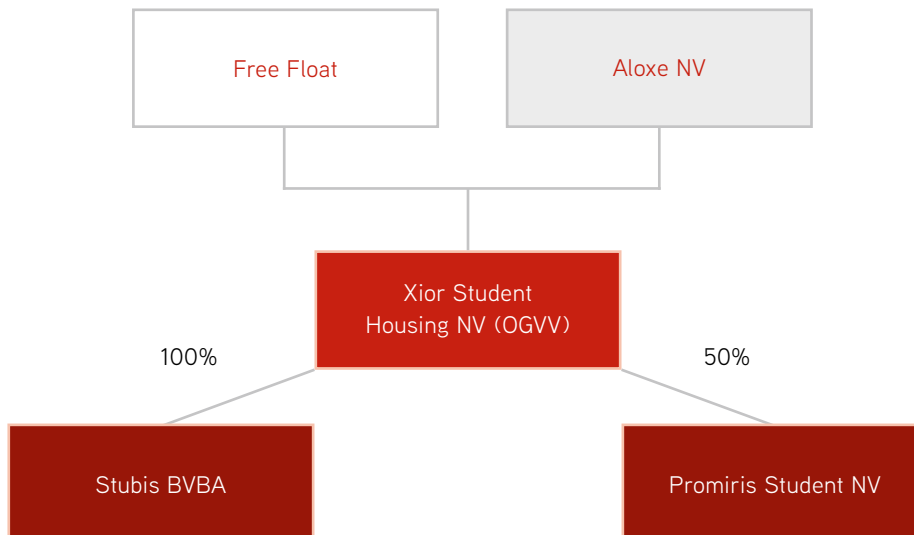 Free Float
Aloxe NV
Xior Student
Housing NV (OGVV)
100%
50%
Stubis BVBA
Promiris Student NV